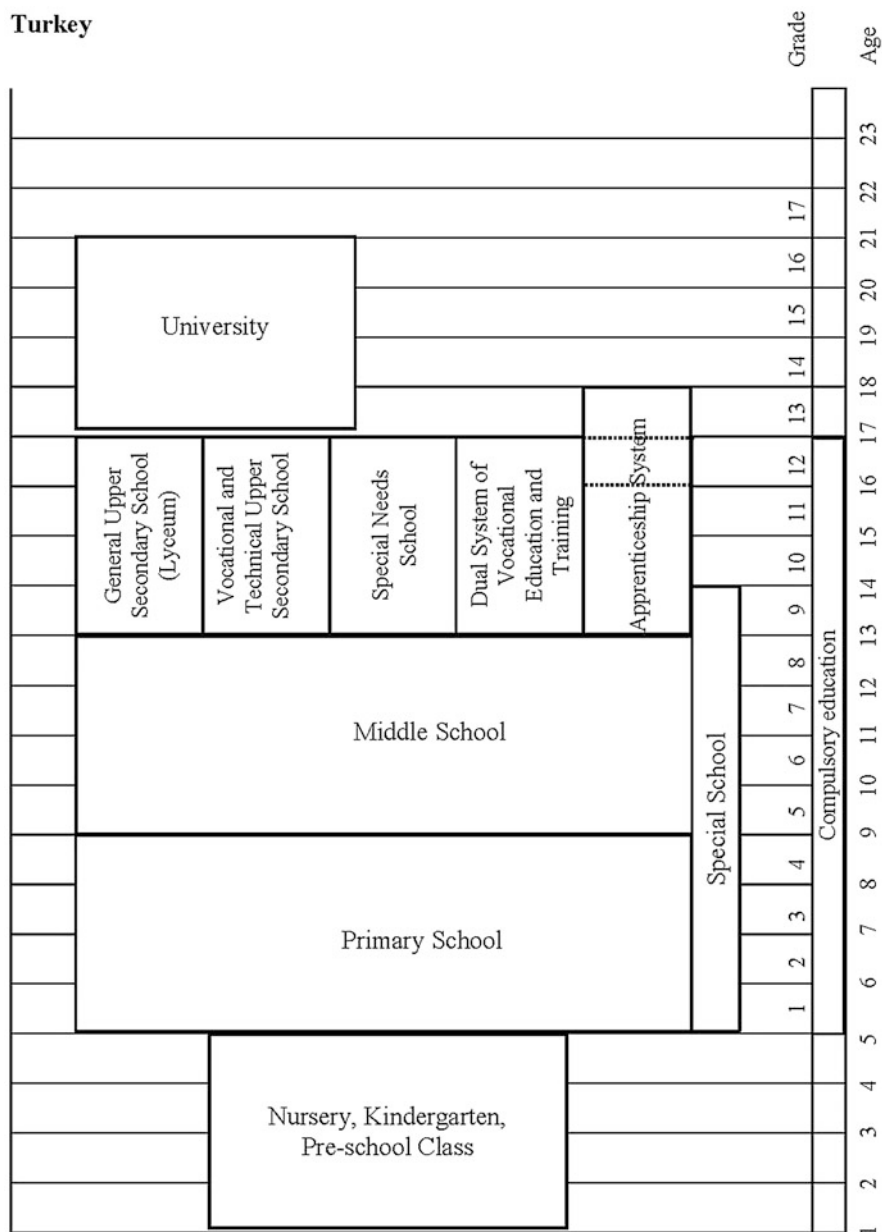 Turkey
Grade
Age
23
22
17
21
16
20
University
15
19
14
18
13
17
General Upper
Secondary School
(Lyceum)
Vocational and
Technical Upper
Secondary School
Special Needs
School
Dual System of
Vocational
Education and
Training
Apprenticeship System
12
16
11
15
10
14
9
13
8
12
Middle School
7
11
6
10
5
9
Special School
Compulsory education
4
8
Primary School
3
7
2
6
1
5
4
Nursery, Kindergarten,
Pre-school Class
3
2
1